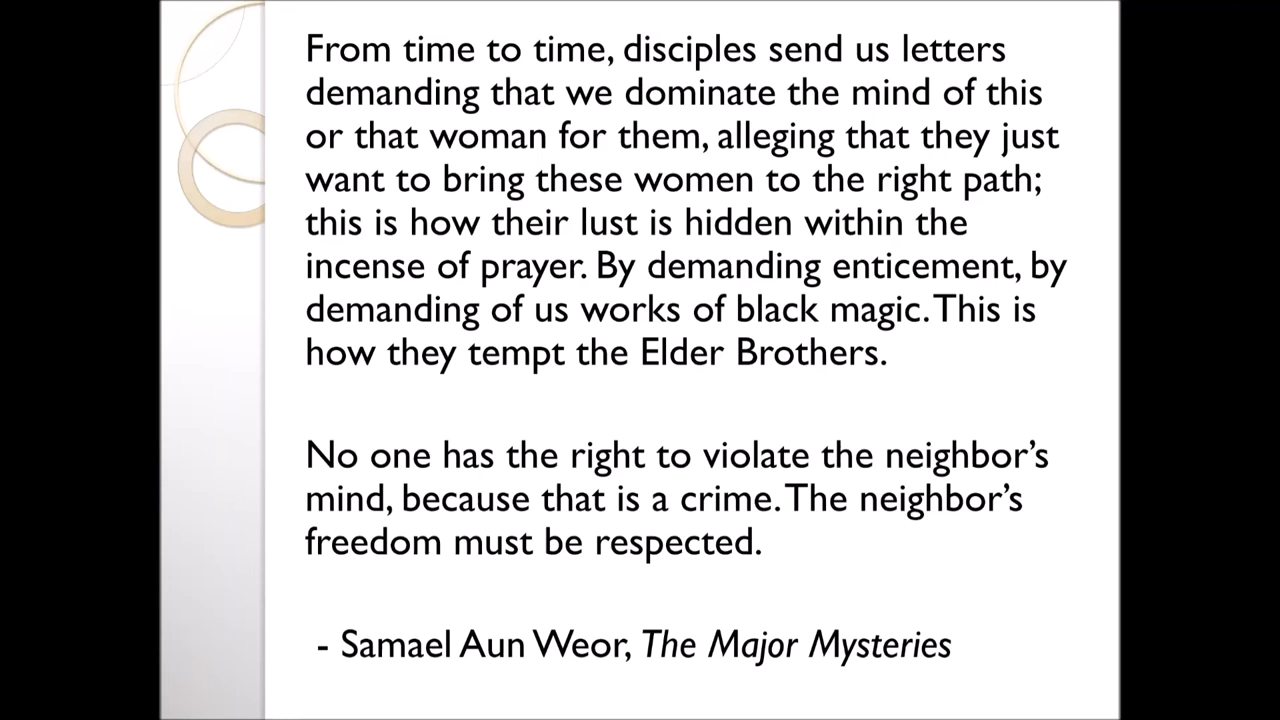 From time to time, disciples send us letters
demanding that we dominate the mind of this
or that woman for them, alleging that they just
want to bring these women to the right path;
this is how their lust is hidden within the
incense of prayer. By demanding enticement, by
demanding of us works of black magic. This is
how they tempt the Elder Brothers.
No one has the right to violate the neighbor’s
mind, because that is a crime. The neighbor’s
freedom must be respected.
- Samael Aun Weor, The Major Mysteries